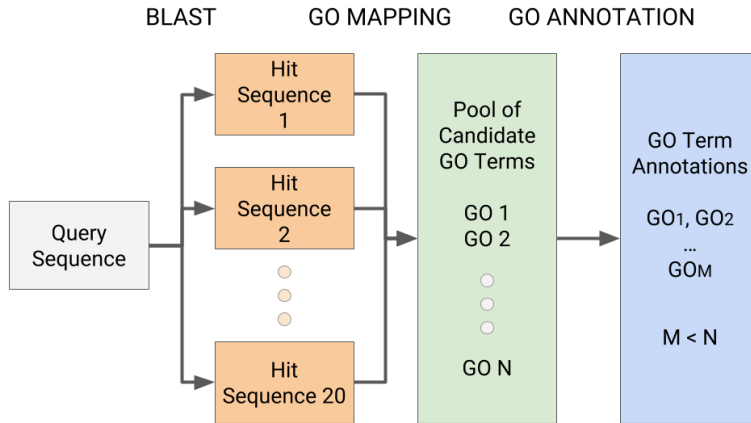 BLAST GO MAPPING GO ANNOTATION
Hit
Sequence
1
Hit
Sequence
2
Hit
Sequence 20
Query
Sequence
Pool of
Candidate
GO Terms
GO 1
GO 2
GO N
GO Term
Annotations
GO1, GO2
...
GOM
M < N